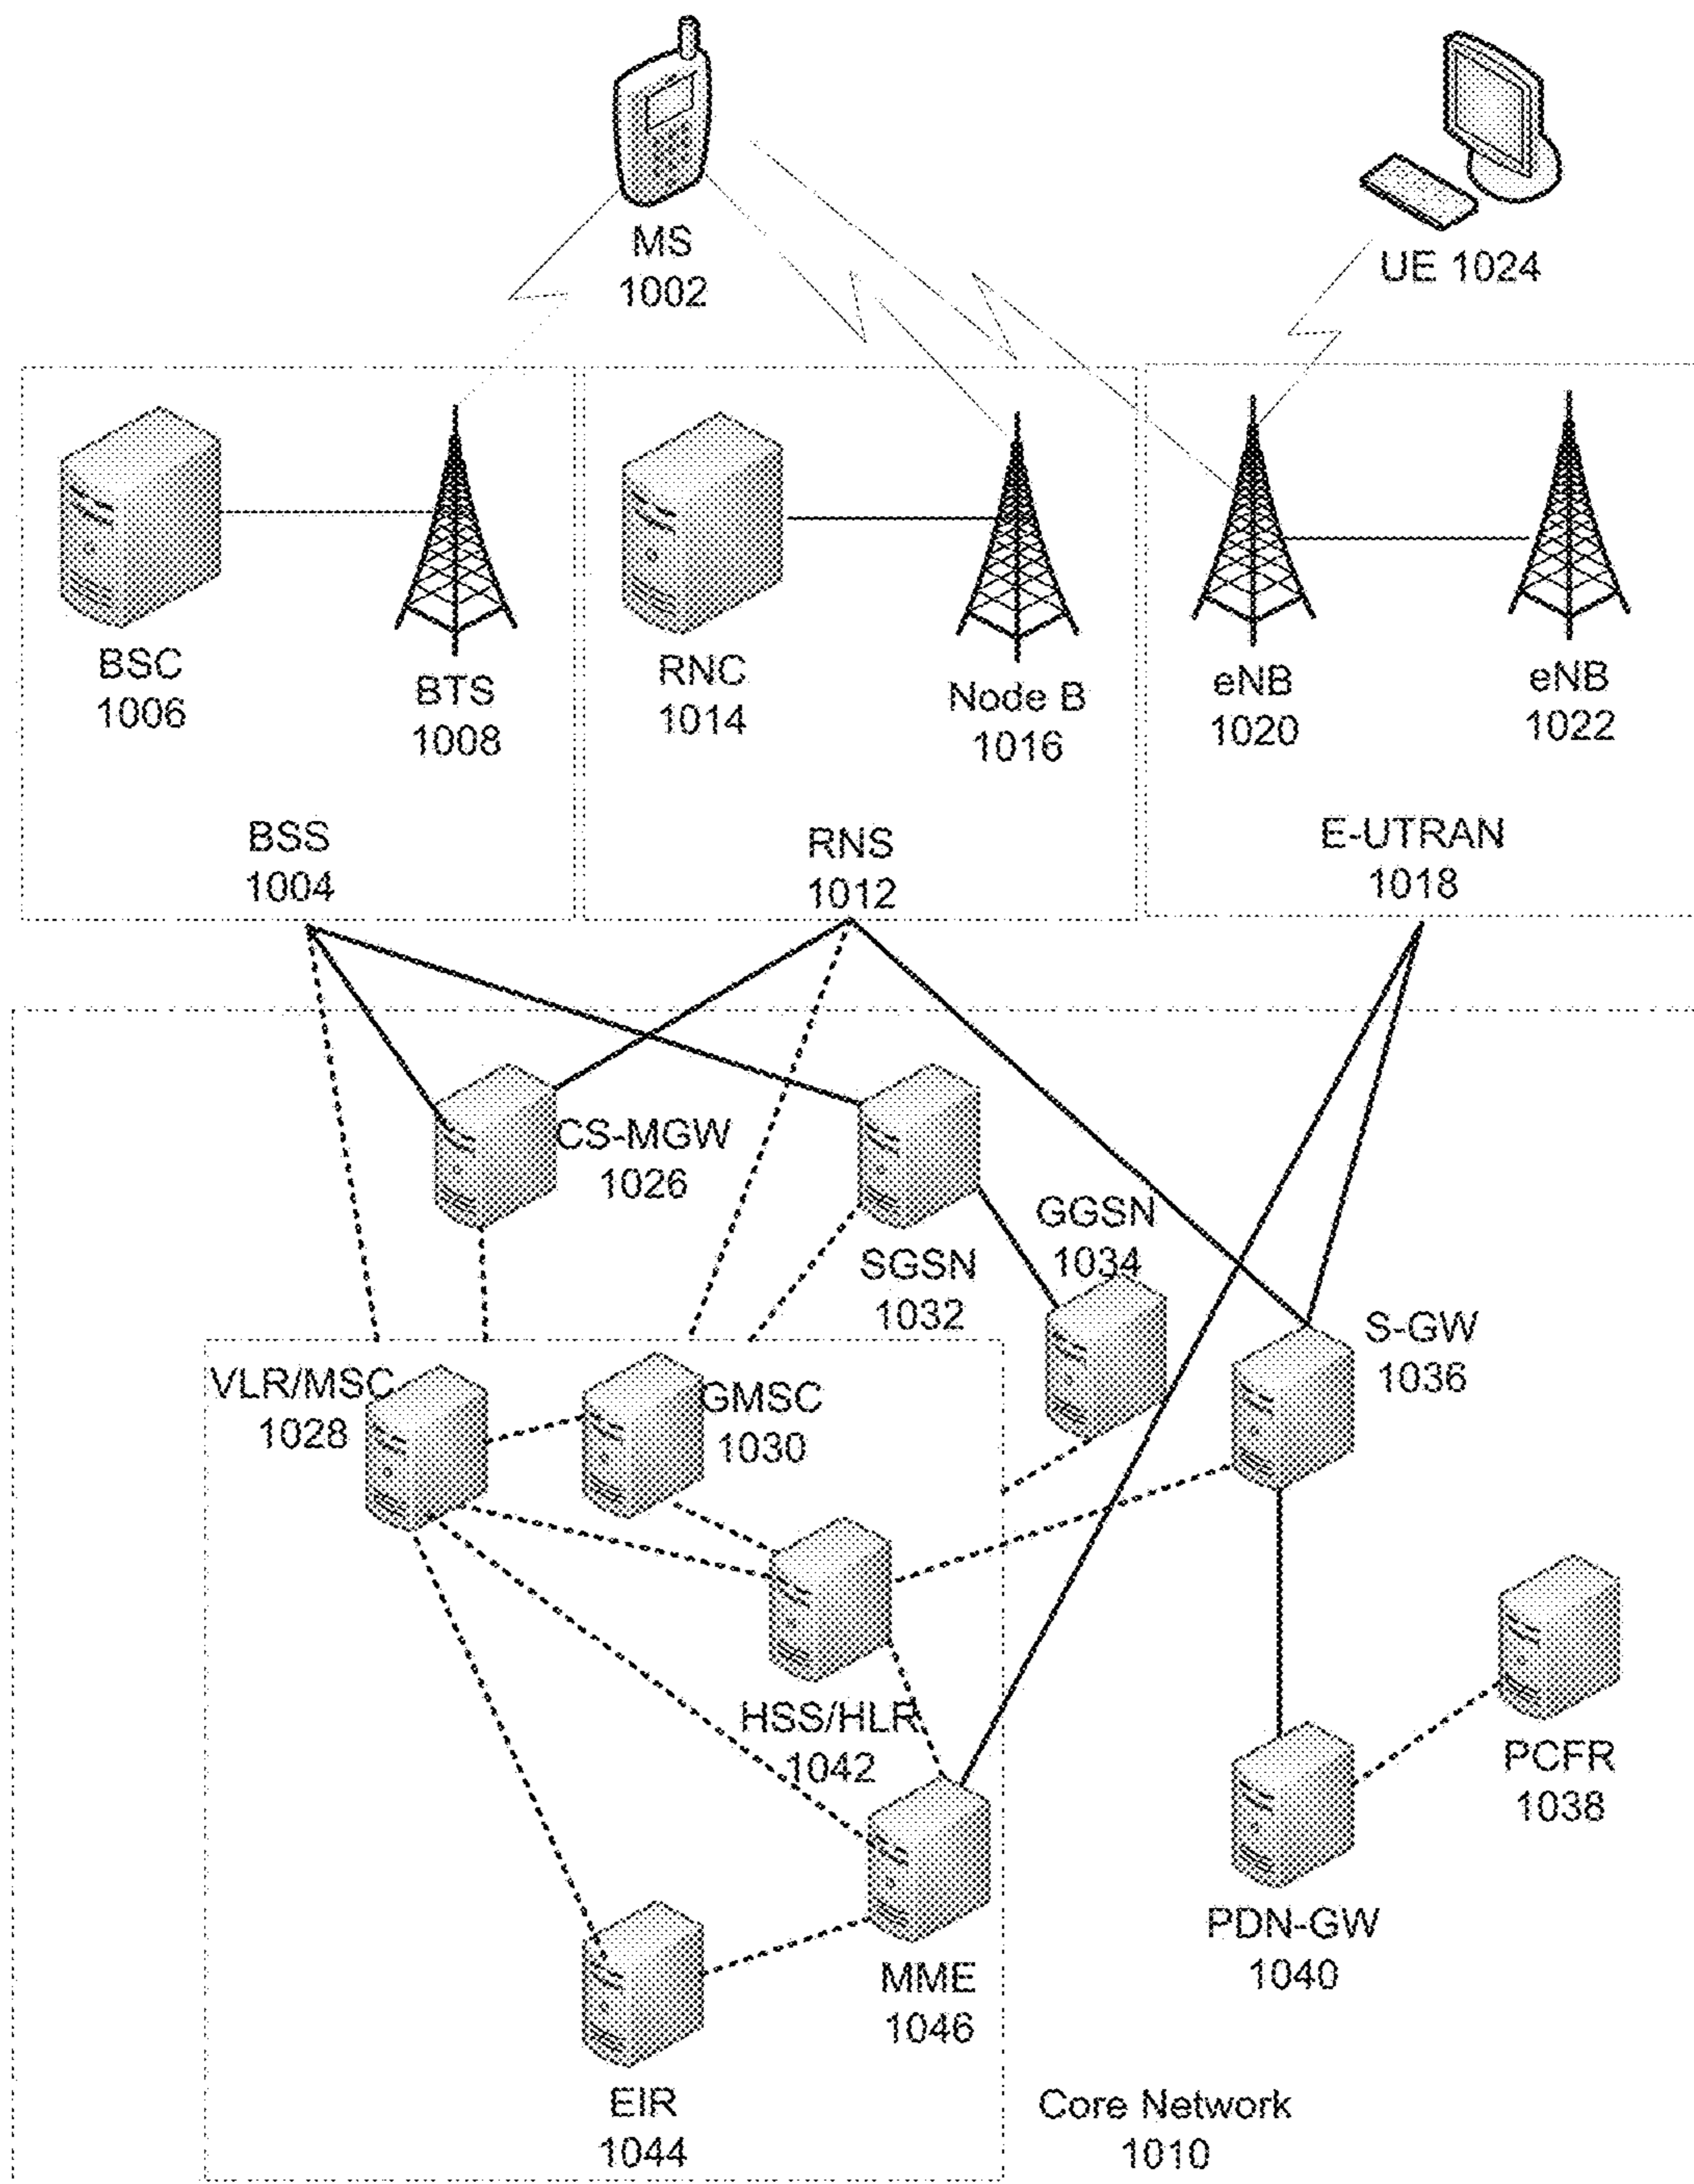 MS
1002
UE 1024
BSC
1006
BTS
1008
RNC
1014
Node B
1016
eNB
1020
eNB
1022
BSS
1004
RNS
1012
E-UTRAN
1018
CS-MGW
1026
SGSN
1032
GGSN
1034
S-GW
1036
VLR/MSC
1028
GMSC
1030
HSS/HLR
1042
PCFR
1038
MME
1046
PDN-GW
1040
EIR
1044
Core Network
1010